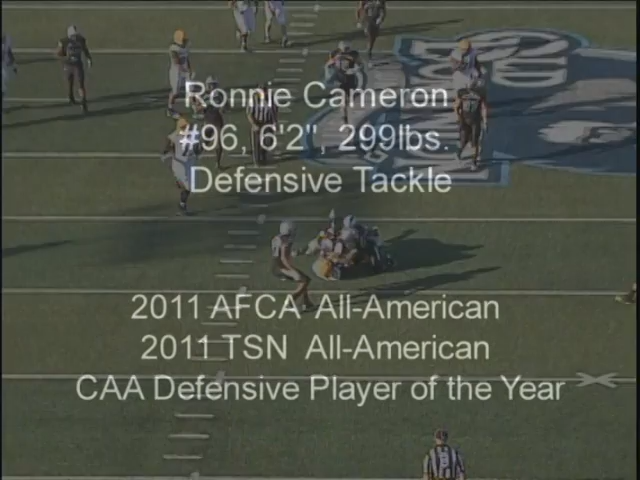 Ronnie Cameron
#96, 6'2", 299lbs.
Defensive Tackle
2011 AFCA All-American
2011 TSN All-American
CAA Defensive Player of the Year